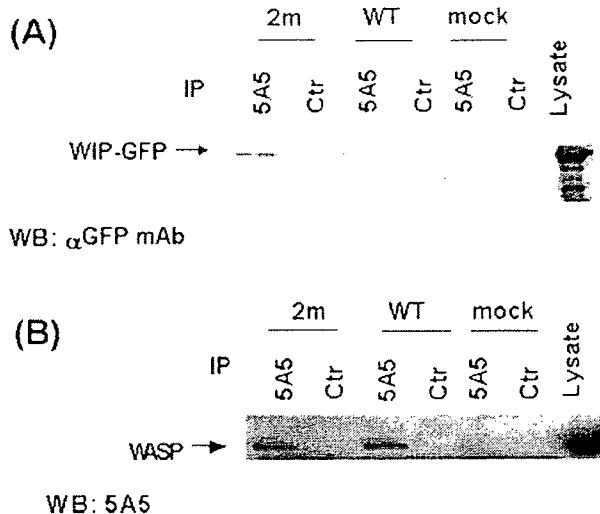 (A)
2m WT mock
IP 5A5 Ctr 5A5 Ctr 5A5 Ctr Lysate
WIP-GFP
WB: αGFP mAb
(B)
2m WT mock
IP 5A5 Ctr 5A5 Ctr 5A5 Ctr Lysate
WASP
WB: 5A5